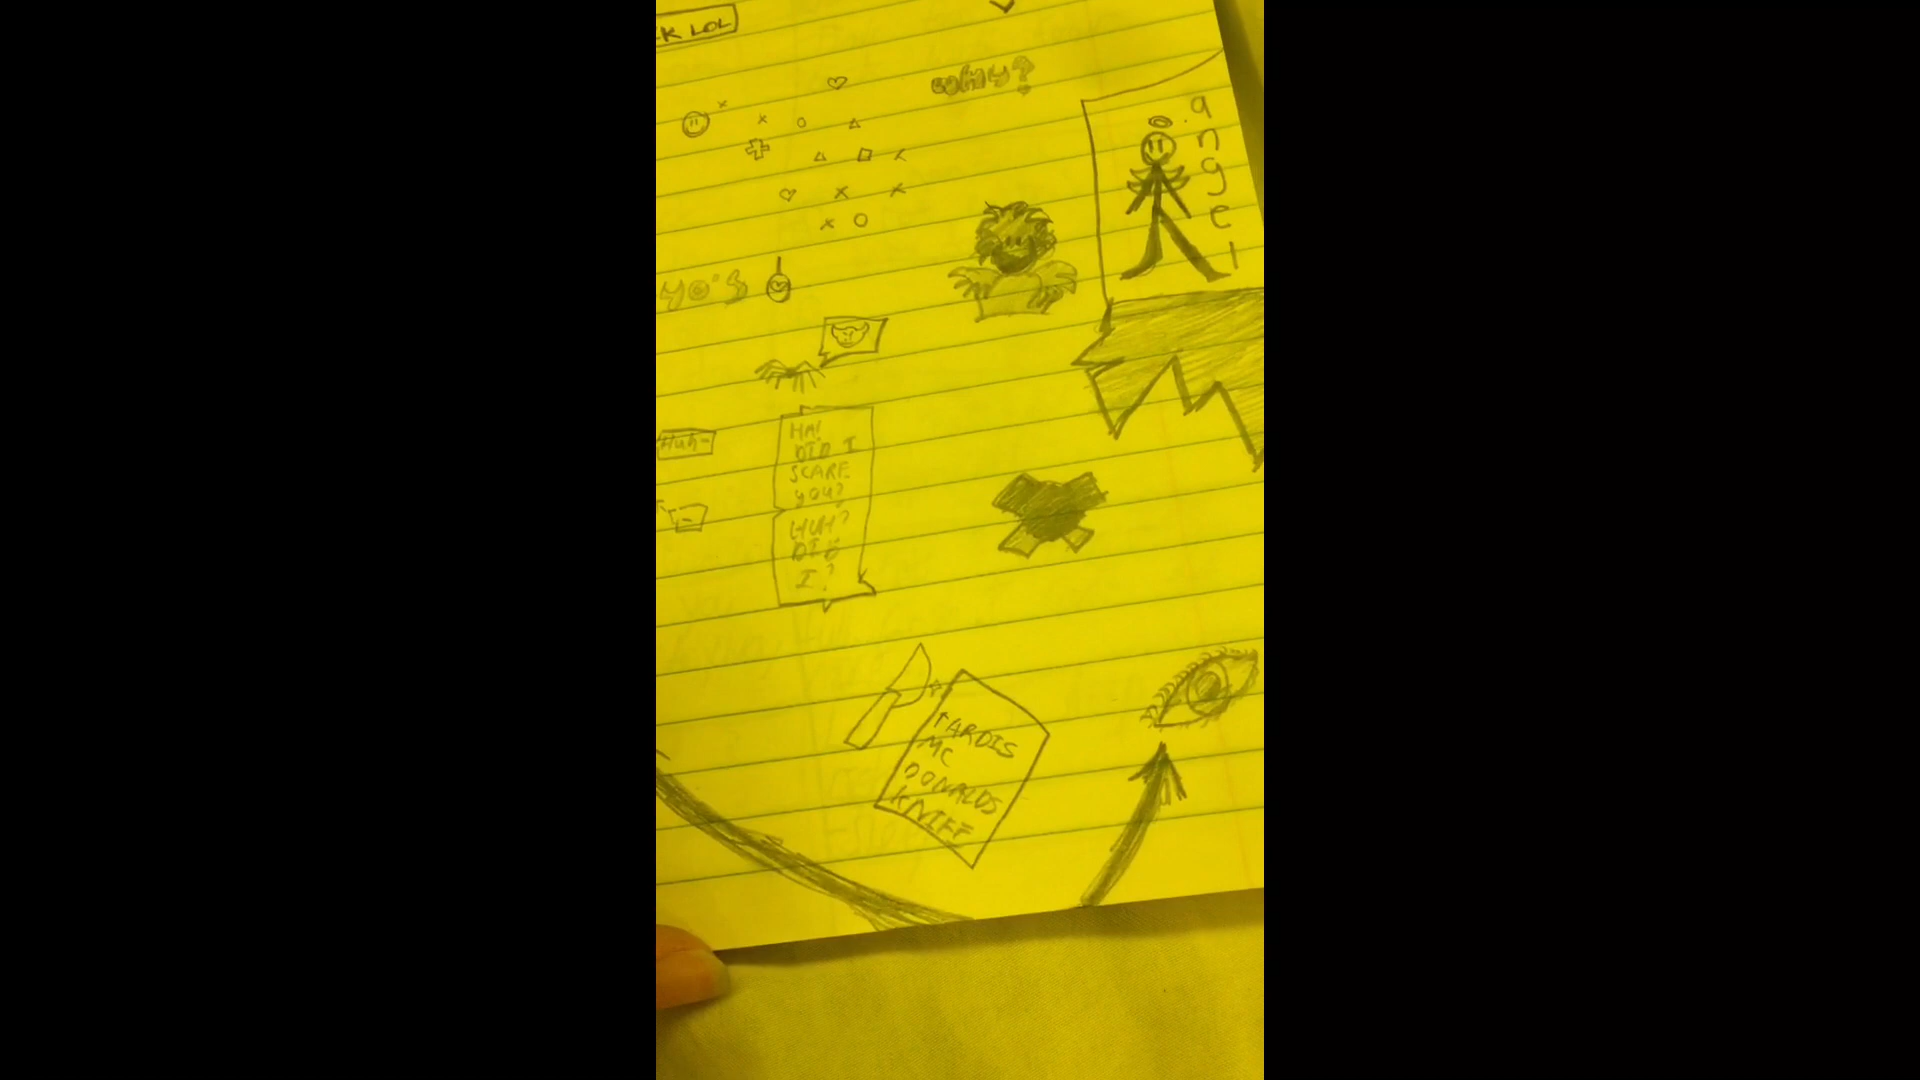 K LOL
WHY?
angel
YO'S
Huh-
HA!
DID I
SCARE
YOU?
HUH?
DID
I?
TARDIS
MC
DONALDS
KNIFE